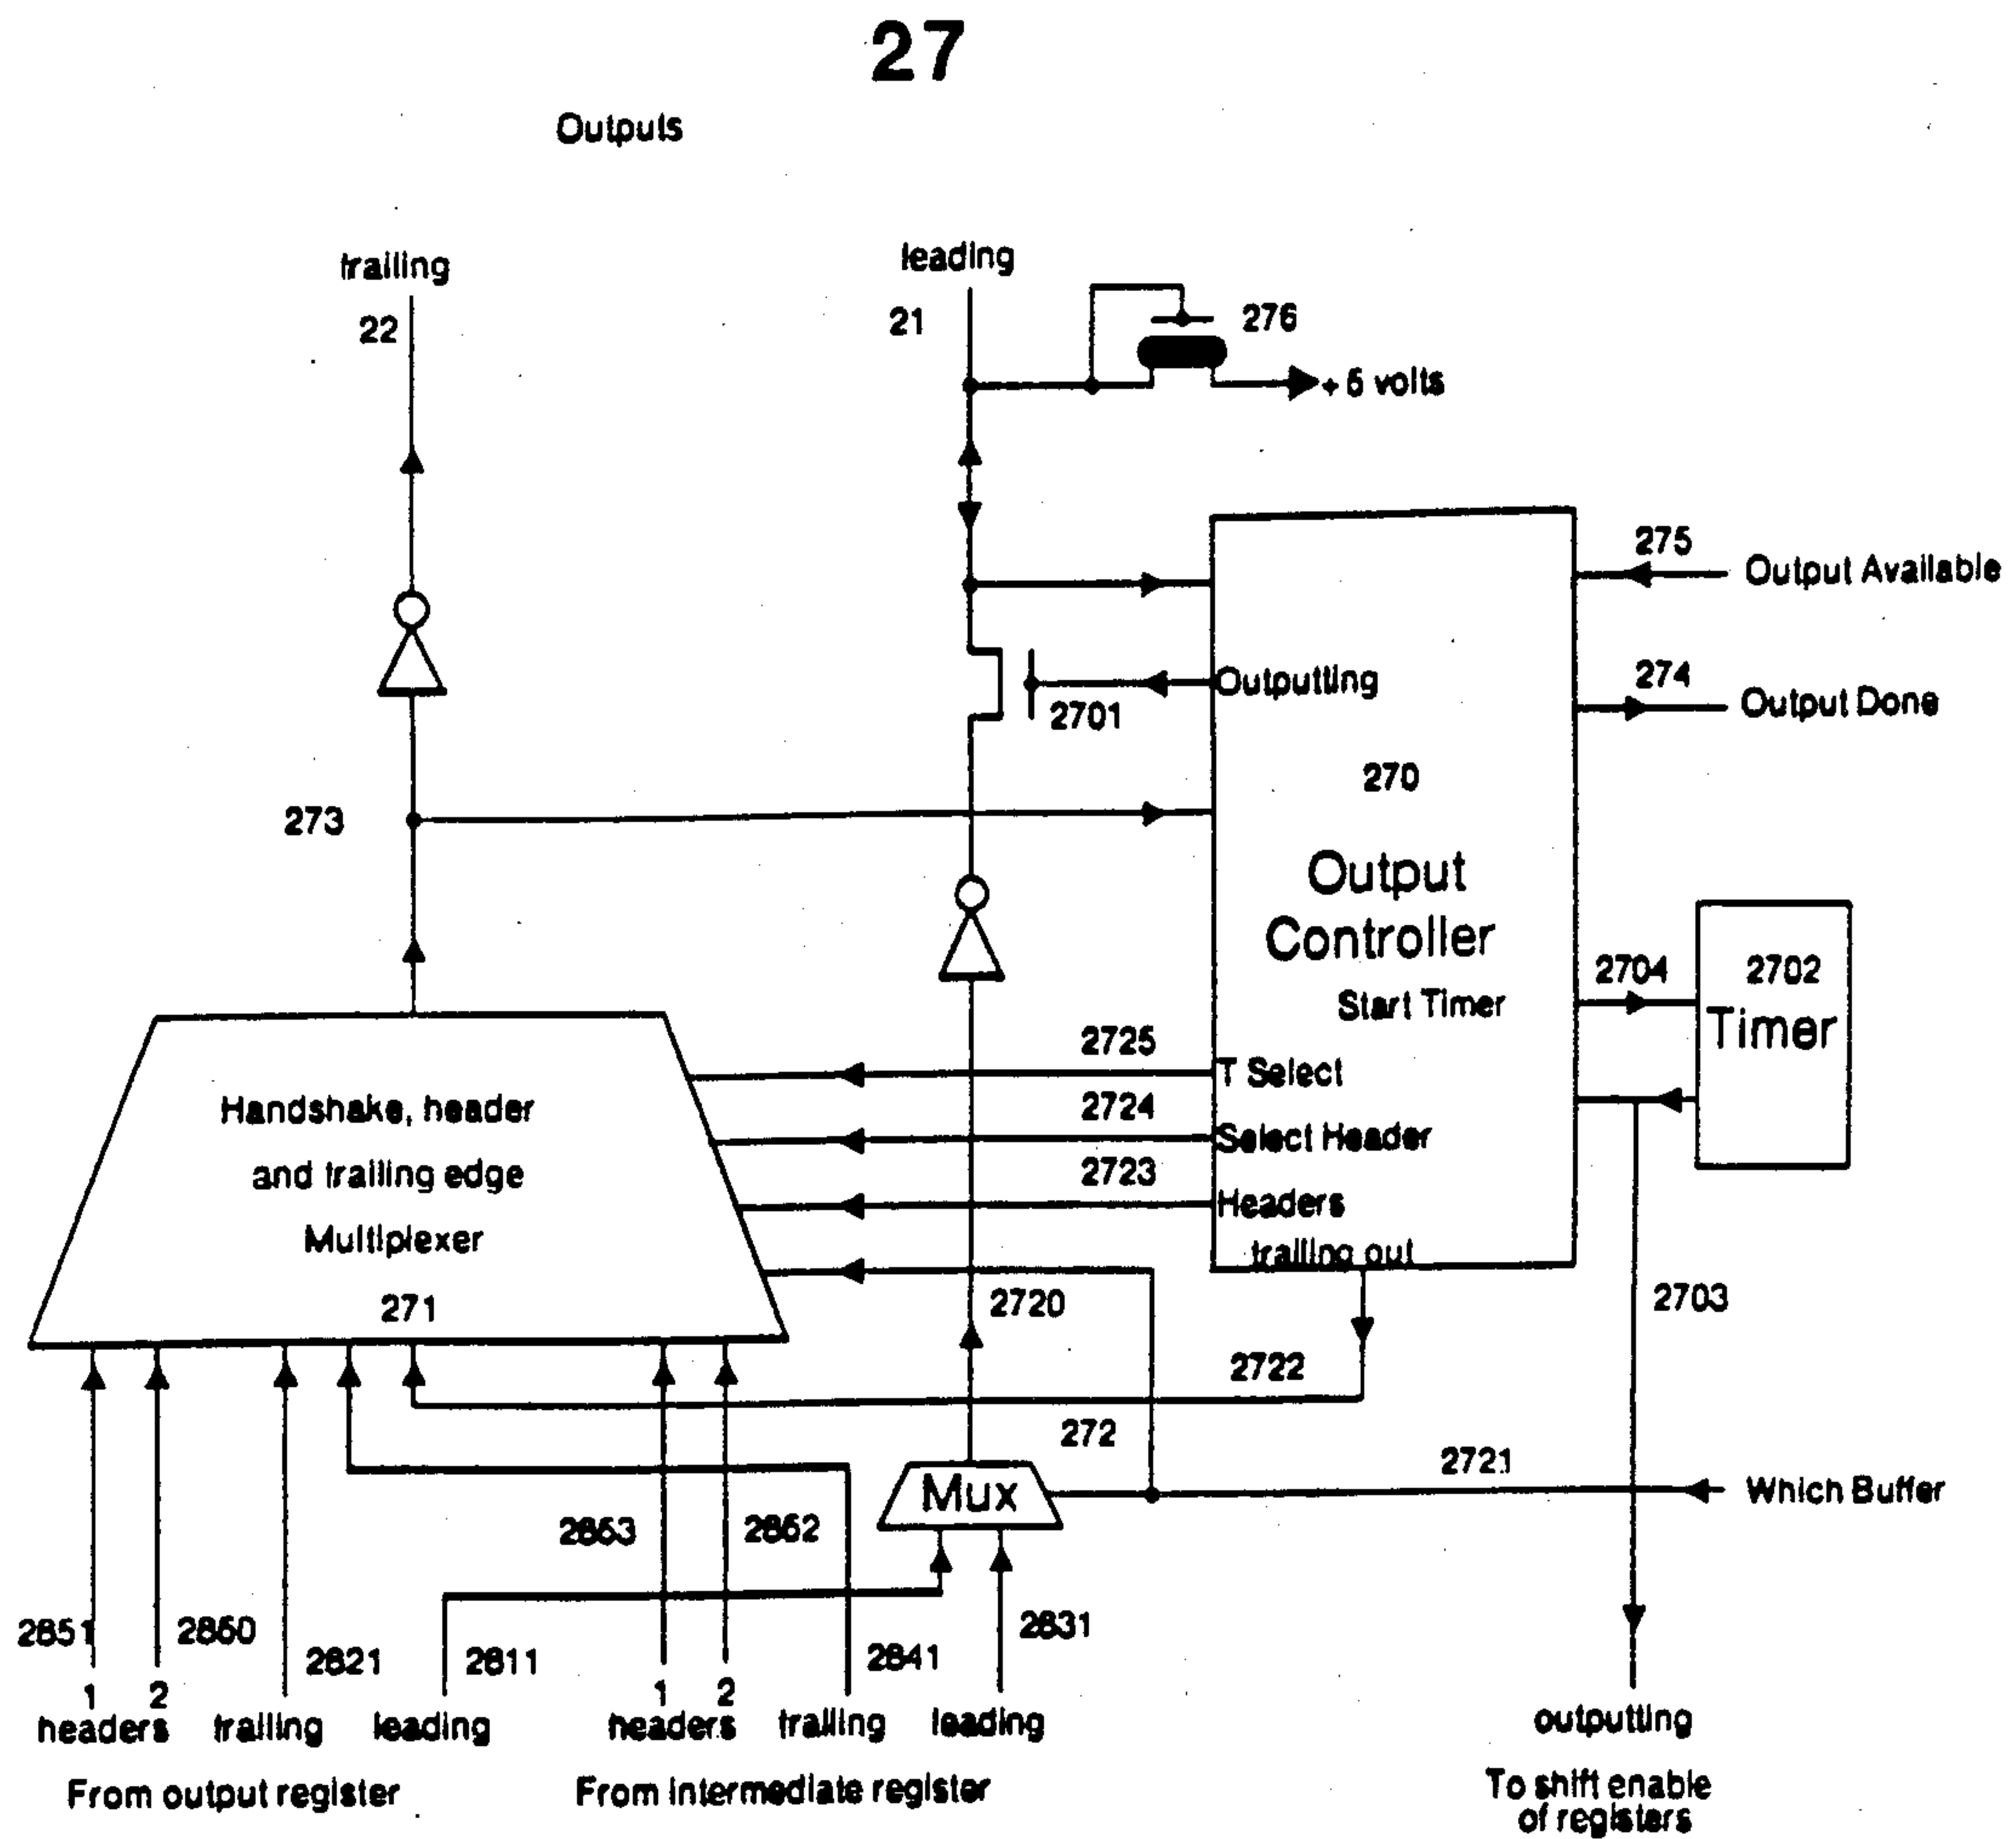 27
Outputs
trailing
leading
22
21
276
+ 5 volts
275
Output Available
Outputting
274
2701
Output Done
270
273
Output
Controller
2704
2702
Start Timer
Timer
2725
T Select
Handshake, header
2724
Select Header
and trailing edge
2723
Headers
Multiplexer
trailing out
271
2720
2703
2722
272
2721
Mux
Which Buffer
2853
2852
2851
2850
2821
2811
2841
2831
1 2
1 2
headers trailing leading
headers trailing leading
outputting
From output register
From intermediate register
To shift enable
of registers